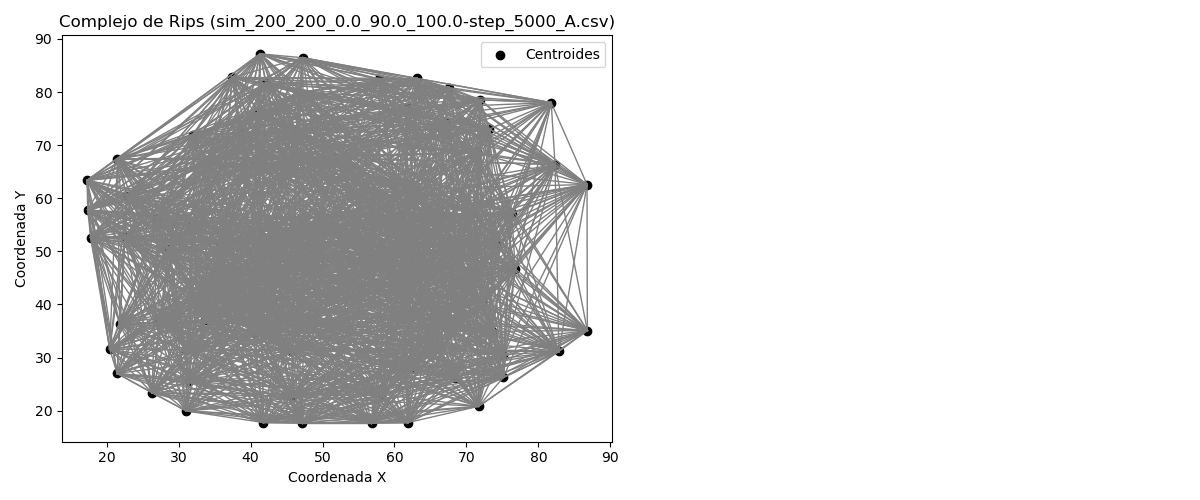 Complejo de Rips (sim_200_200_0.0_90.0_100.0-step_5000_A.csv)
Centroides
90
80
70
60
50
40
30
20
Coordenada Y
20 30 40 50 60 70 80 90
Coordenada X